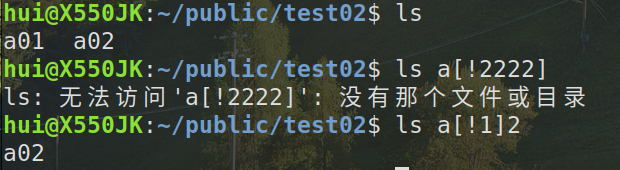 hui@X550JK:~/public/test02$ ls
a01  a02
hui@X550JK:~/public/test02$ ls a[!2222]
ls: 无法访问'a[!2222]': 没有那个文件或目录
hui@X550JK:~/public/test02$ ls a[!1]2
a02